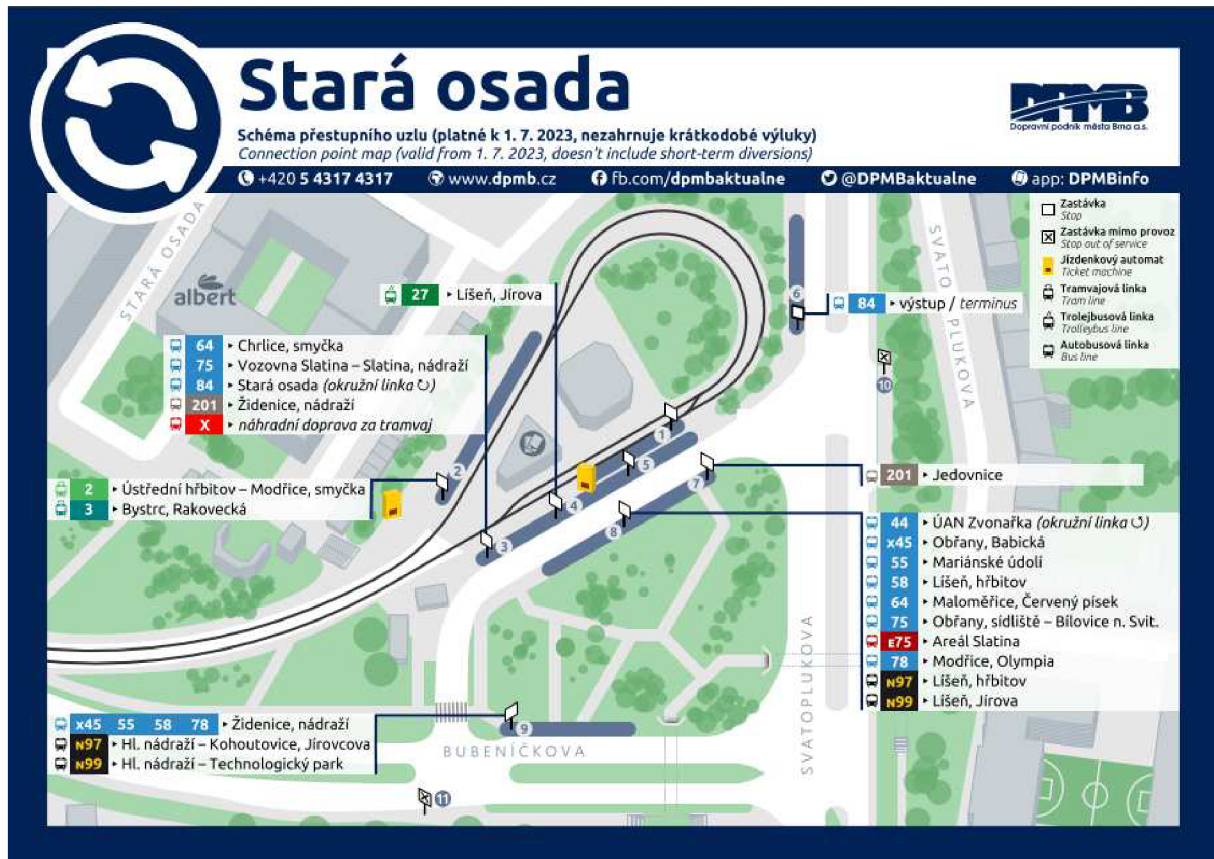 Stará osada
DPMB
Dopravní podnik města Brna a.s.
Schéma přestupního uzlu (platné k 1. 7. 2023, nezahrnuje krátkodobé výluky)
Connection point map (valid from 1. 7. 2023, doesn't include short-term diversions)
+420 5 4317 4317
www.dpmb.cz
fb.com/dpmbaktualne
@DPMBaktualne
app: DPMBinfo
Zastávka
Stop
Zastávka mimo provoz
Stop out of service
Jízdenkový automat
Ticket machine
Tramvajová linka
Tram line
Trolejbusová linka
Trolleybus line
Autobusová linka
Bus line
STARÁ OSADA
albert
SVATOPLUKOVA
27 ‣ Líšeň, Jírova
6
84 ‣ výstup / terminus
64 ‣ Chrlice, smyčka
75 ‣ Vozovna Slatina – Slatina, nádraží
84 ‣ Stará osada (okružní linka ↻)
201 ‣ Židenice, nádraží
X ‣ náhradní doprava za tramvaj
10
1
2
5
7
4
8
3
2 ‣ Ústřední hřbitov – Modřice, smyčka
3 ‣ Bystrc, Rakovecká
201 ‣ Jedovnice
44 ‣ ÚAN Zvonařka (okružní linka ↺)
x45 ‣ Obřany, Babická
55 ‣ Mariánské údolí
58 ‣ Líšeň, hřbitov
64 ‣ Maloměřice, Červený písek
75 ‣ Obřany, sídliště – Bílovice n. Svit.
E75 ‣ Areál Slatina
78 ‣ Modřice, Olympia
N97 ‣ Líšeň, hřbitov
N99 ‣ Líšeň, Jírova
SVATOPLUKOVA
x45 55 58 78 ‣ Židenice, nádraží
N97 ‣ Hl. nádraží – Kohoutovice, Jírovcova
N99 ‣ Hl. nádraží – Technologický park
9
BUBENÍČKOVA
11